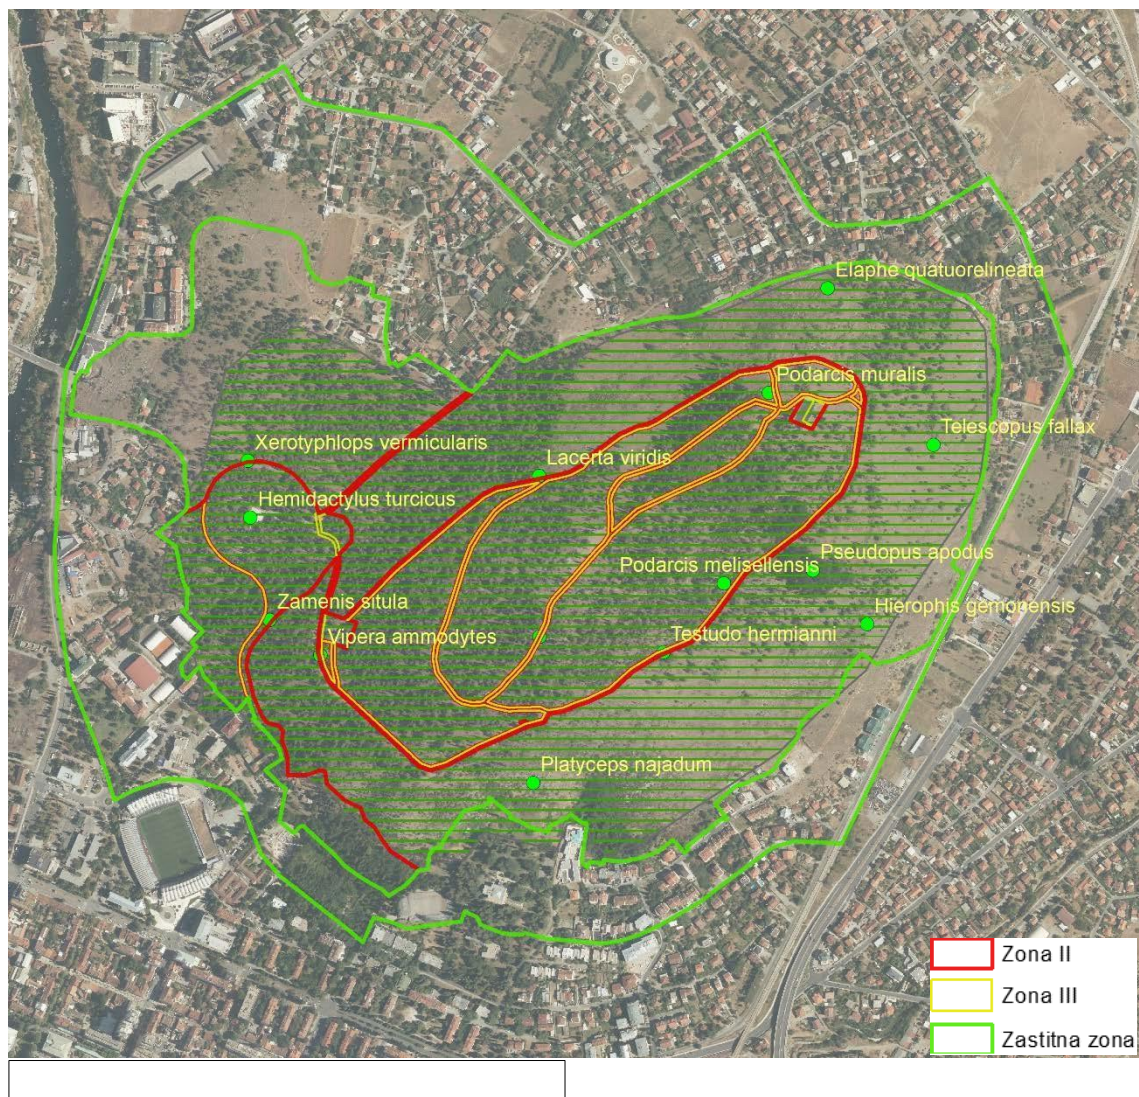 Elaphe quatuorelineata
Podarcis muralis
Telescopus fallax
Xerotyphlops vermicularis
Lacerta viridis
Hemidactylus turcicus
Pseudopus apodus
Podarcis melisellensis
Zamenis situla
Hierophis gemonensis
Vipera ammodytes
Testudo hermianni
Platyceps najadum
Zona II
Zona III
Zastitna zona